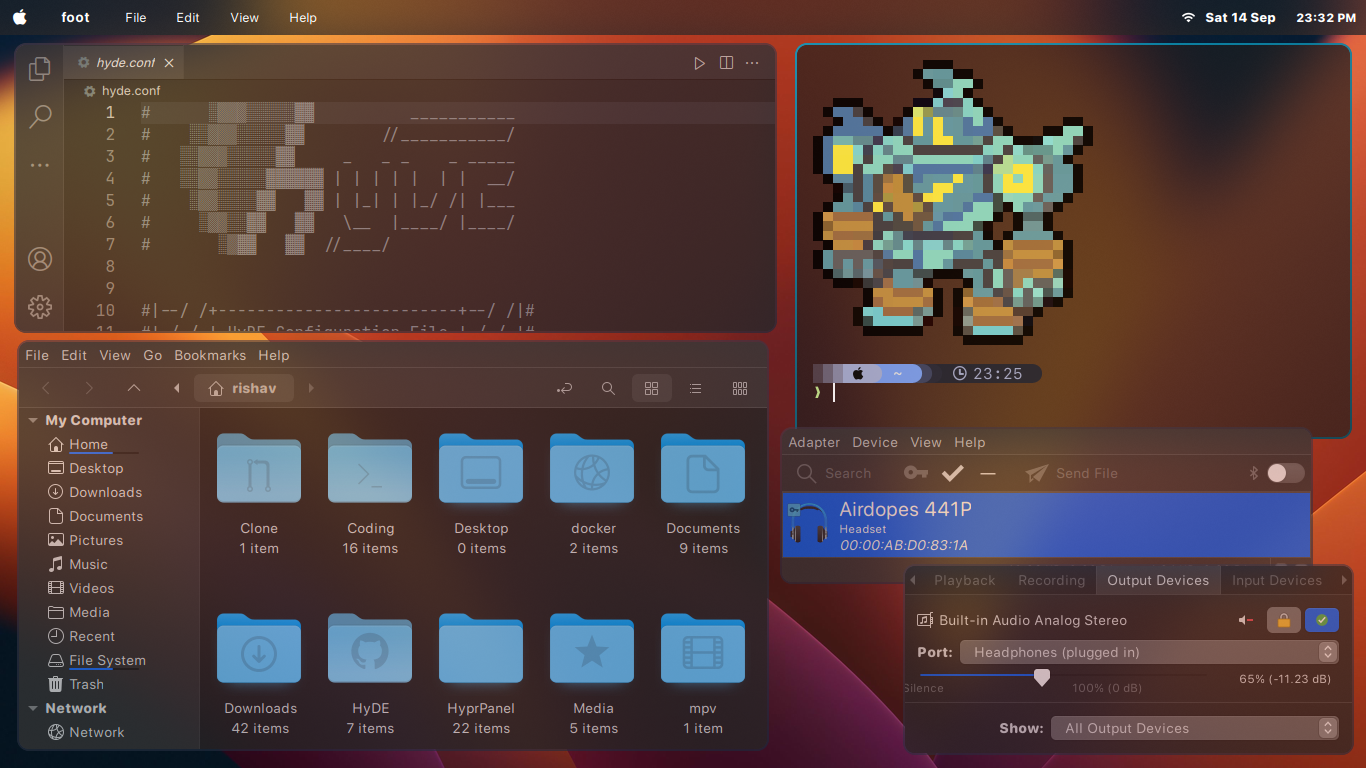 foot File Edit View Help Sat 14 Sep 23:32 PM
hyde.conf
hyde.conf
1 #
2 #
3 #
4 #
5 #
6 #
7 #
8
9
10 #|--/ /+--------------------------+--/ /|#
File Edit View Go Bookmarks Help
rishav
My Computer
Home
Desktop
Downloads
Documents
Pictures
Music
Videos
Media
Recent
File System
Trash
Network
Network
Clone Coding Desktop docker Documents
1 item 16 items 0 items 2 items 9 items
Downloads HyDE HyprPanel Media mpv
42 items 7 items 22 items 5 items 1 item
~ 23:25
❯
Adapter Device View Help
Search Send File
Airdopes 441P
Headset
00:00:AB:D0:83:1A
Playback Recording Output Devices Input Devices
Built-in Audio Analog Stereo
Port: Headphones (plugged in)
65% (-11.23 dB)
Silence 100% (0 dB)
Show: All Output Devices